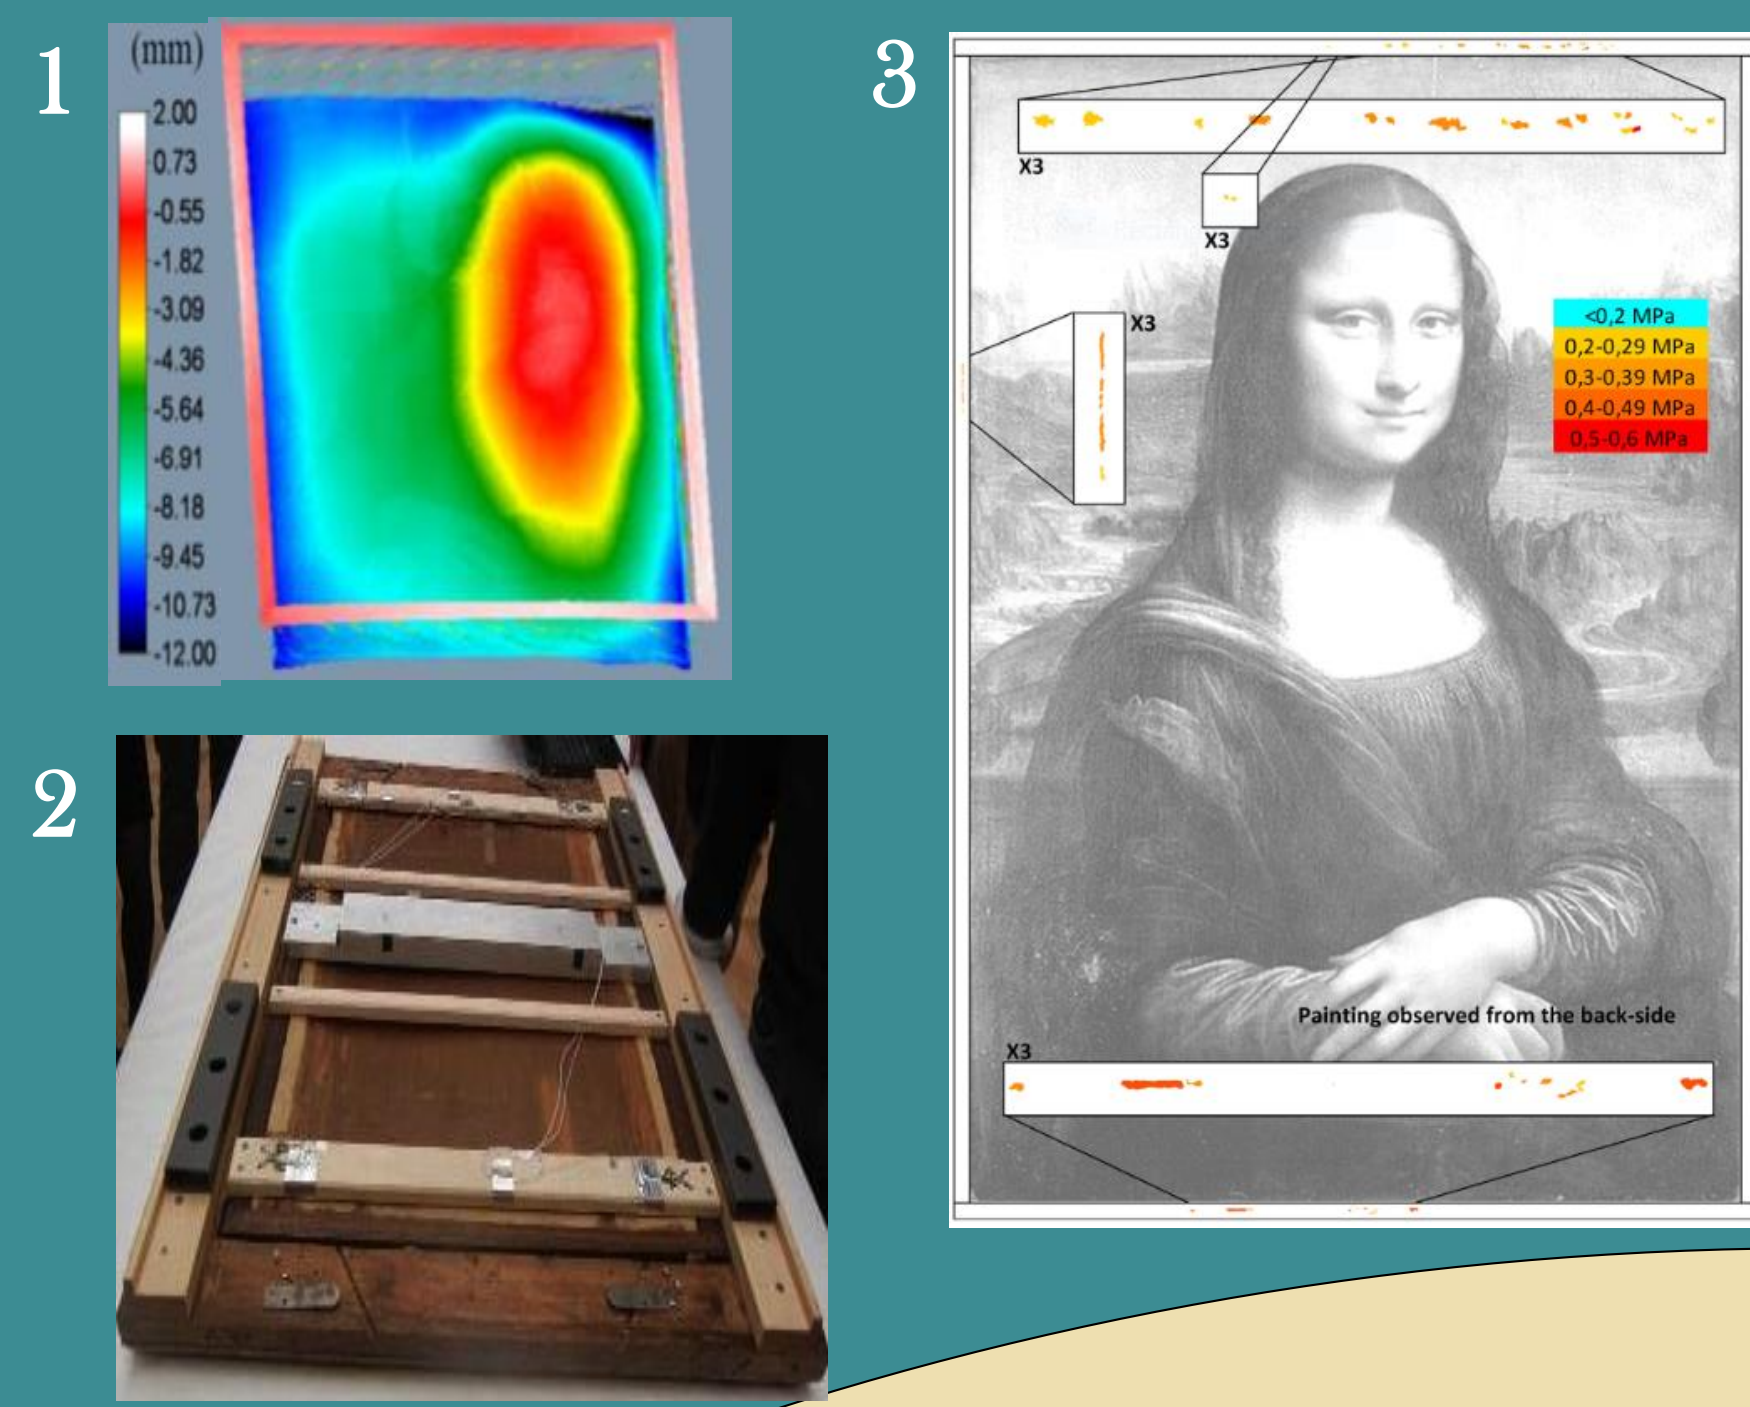 1
(mm)
2.00
0.73
-0.55
-1.82
-3.09
-4.36
-5.64
-6.91
-8.18
-9.45
-10.73
-12.00
2
3
X3
X3
X3
<0,2 MPa
0,2-0,29 MPa
0,3-0,39 MPa
0,4-0,49 MPa
0,5-0,6 MPa
Painting observed from the back-side
X3